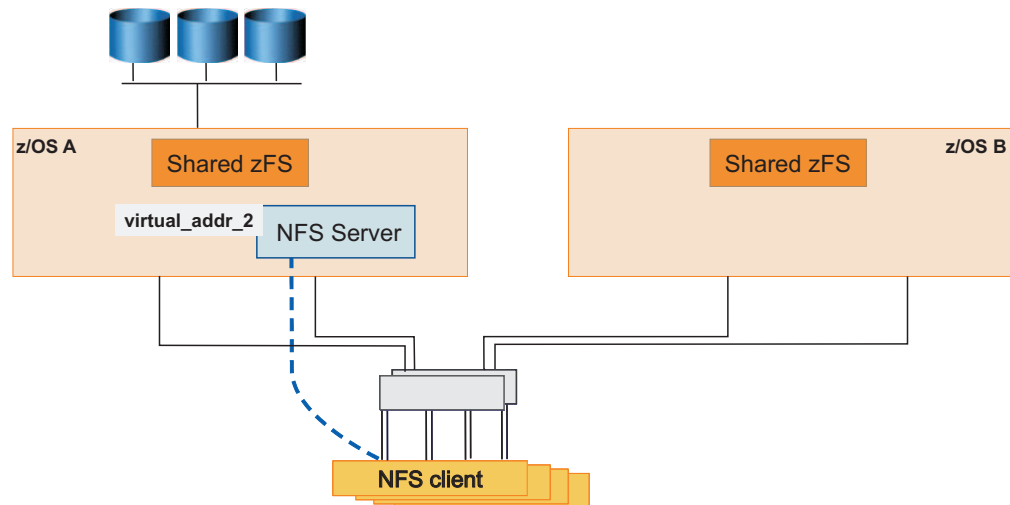 z/OS A
Shared zFS
virtual_addr_2
NFS Server
z/OS B
Shared zFS
NFS client